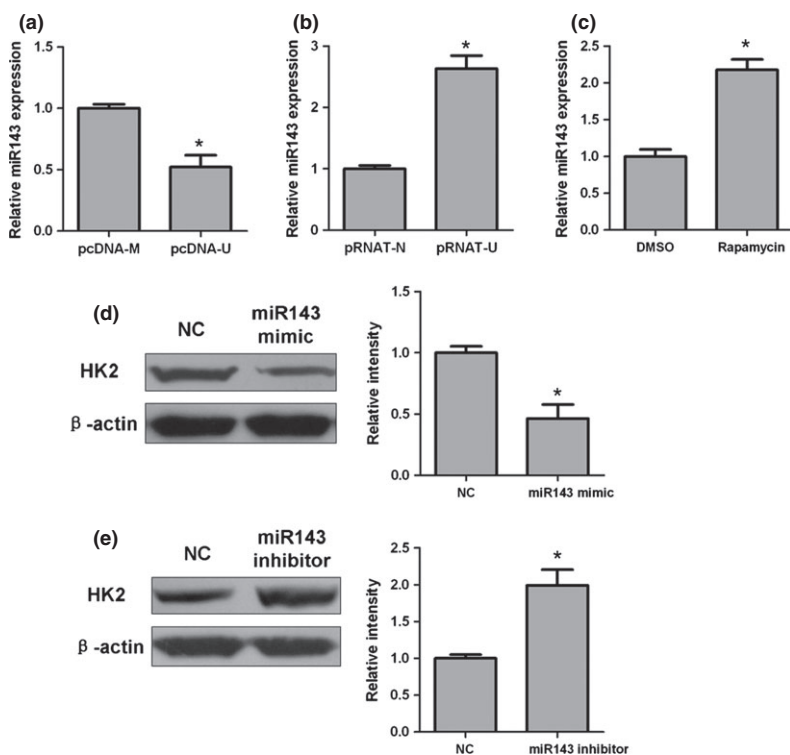 (a)
Relative miR143 expression
1.5
1.0
0.5
0.0
*
pcDNA-M pcDNA-U
(b)
Relative miR143 expression
3
2
1
0
*
pRNAT-N pRNAT-U
(c)
Relative miR143 expression
2.5
2.0
1.5
1.0
0.5
0.0
*
DMSO Rapamycin
(d)
NC
miR143
mimic
HK2
β-actin
Relative intensity
1.5
1.0
0.5
0.0
*
NC miR143 mimic
(e)
NC
miR143
inhibitor
HK2
β-actin
Relative intensity
2.5
2.0
1.5
1.0
0.5
0.0
*
NC miR143 inhibitor